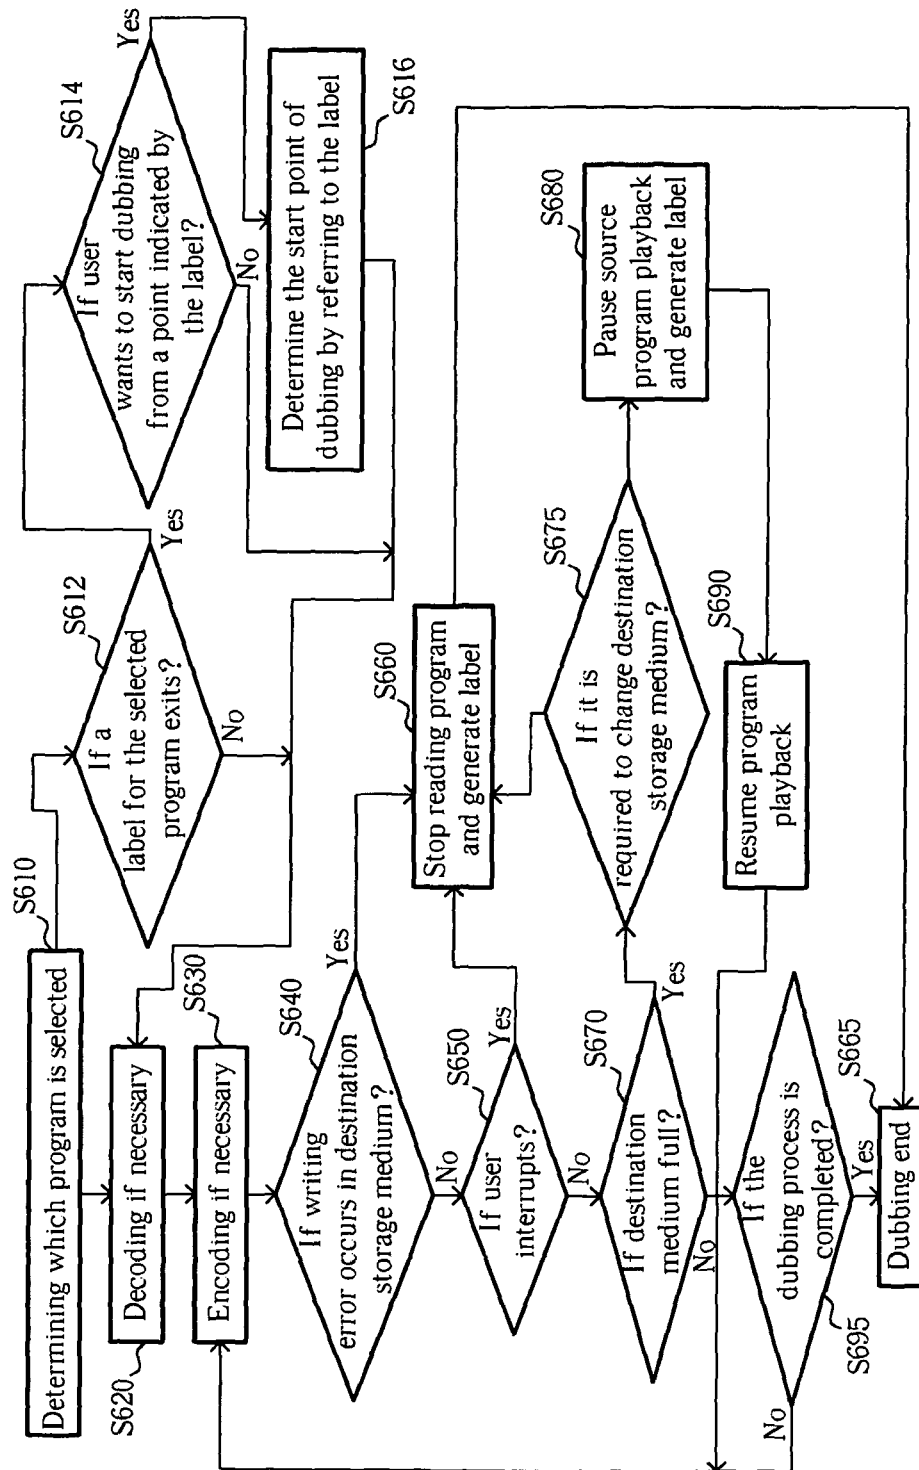 S610
Determining which program is selected
S612
If a
label for the selected
program exits?
Yes
No
S614
If user
wants to start dubbing
from a point indicated by
the label?
Yes
No
S616
Determine the start point of
dubbing by referring to the label
S620
Decoding if necessary
S630
Encoding if necessary
S640
If writing
error occurs in destination
storage medium?
Yes
No
S650
If user
interrupts?
Yes
No
S660
Stop reading program
and generate label
S670
If destination
medium full?
Yes
No
S675
If it is
required to change destination
storage medium?
S680
Pause source
program playback
and generate label
S690
Resume program
playback
S695
If the
dubbing process is
completed?
No
Yes
S665
Dubbing end